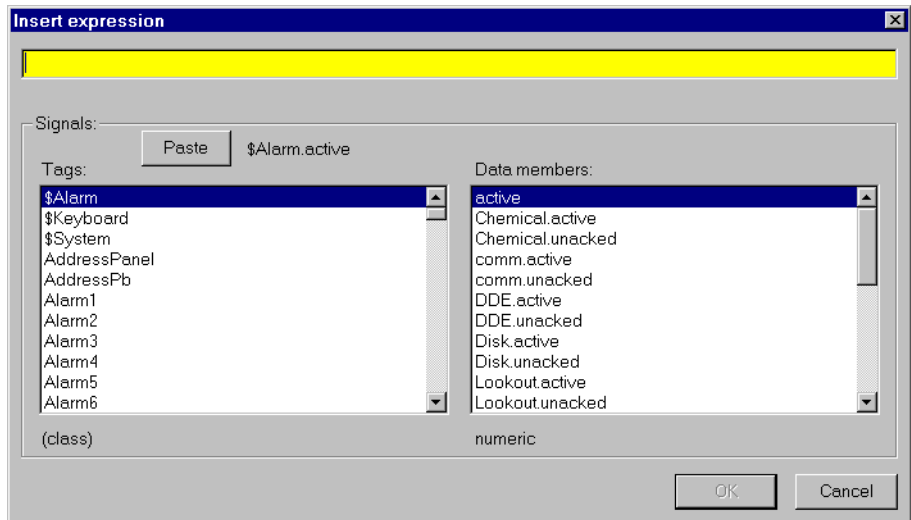 Insert expression
Signals:
Paste
$Alarm.active
Tags:
$Alarm
$Keyboard
$System
AddressPanel
AddressPb
Alarm1
Alarm2
Alarm3
Alarm4
Alarm5
Alarm6
(class)
Data members:
active
Chemical.active
Chemical.unacked
comm.active
comm.unacked
DDE.active
DDE.unacked
Disk.active
Disk.unacked
Lookout.active
Lookout.unacked
numeric
OK
Cancel